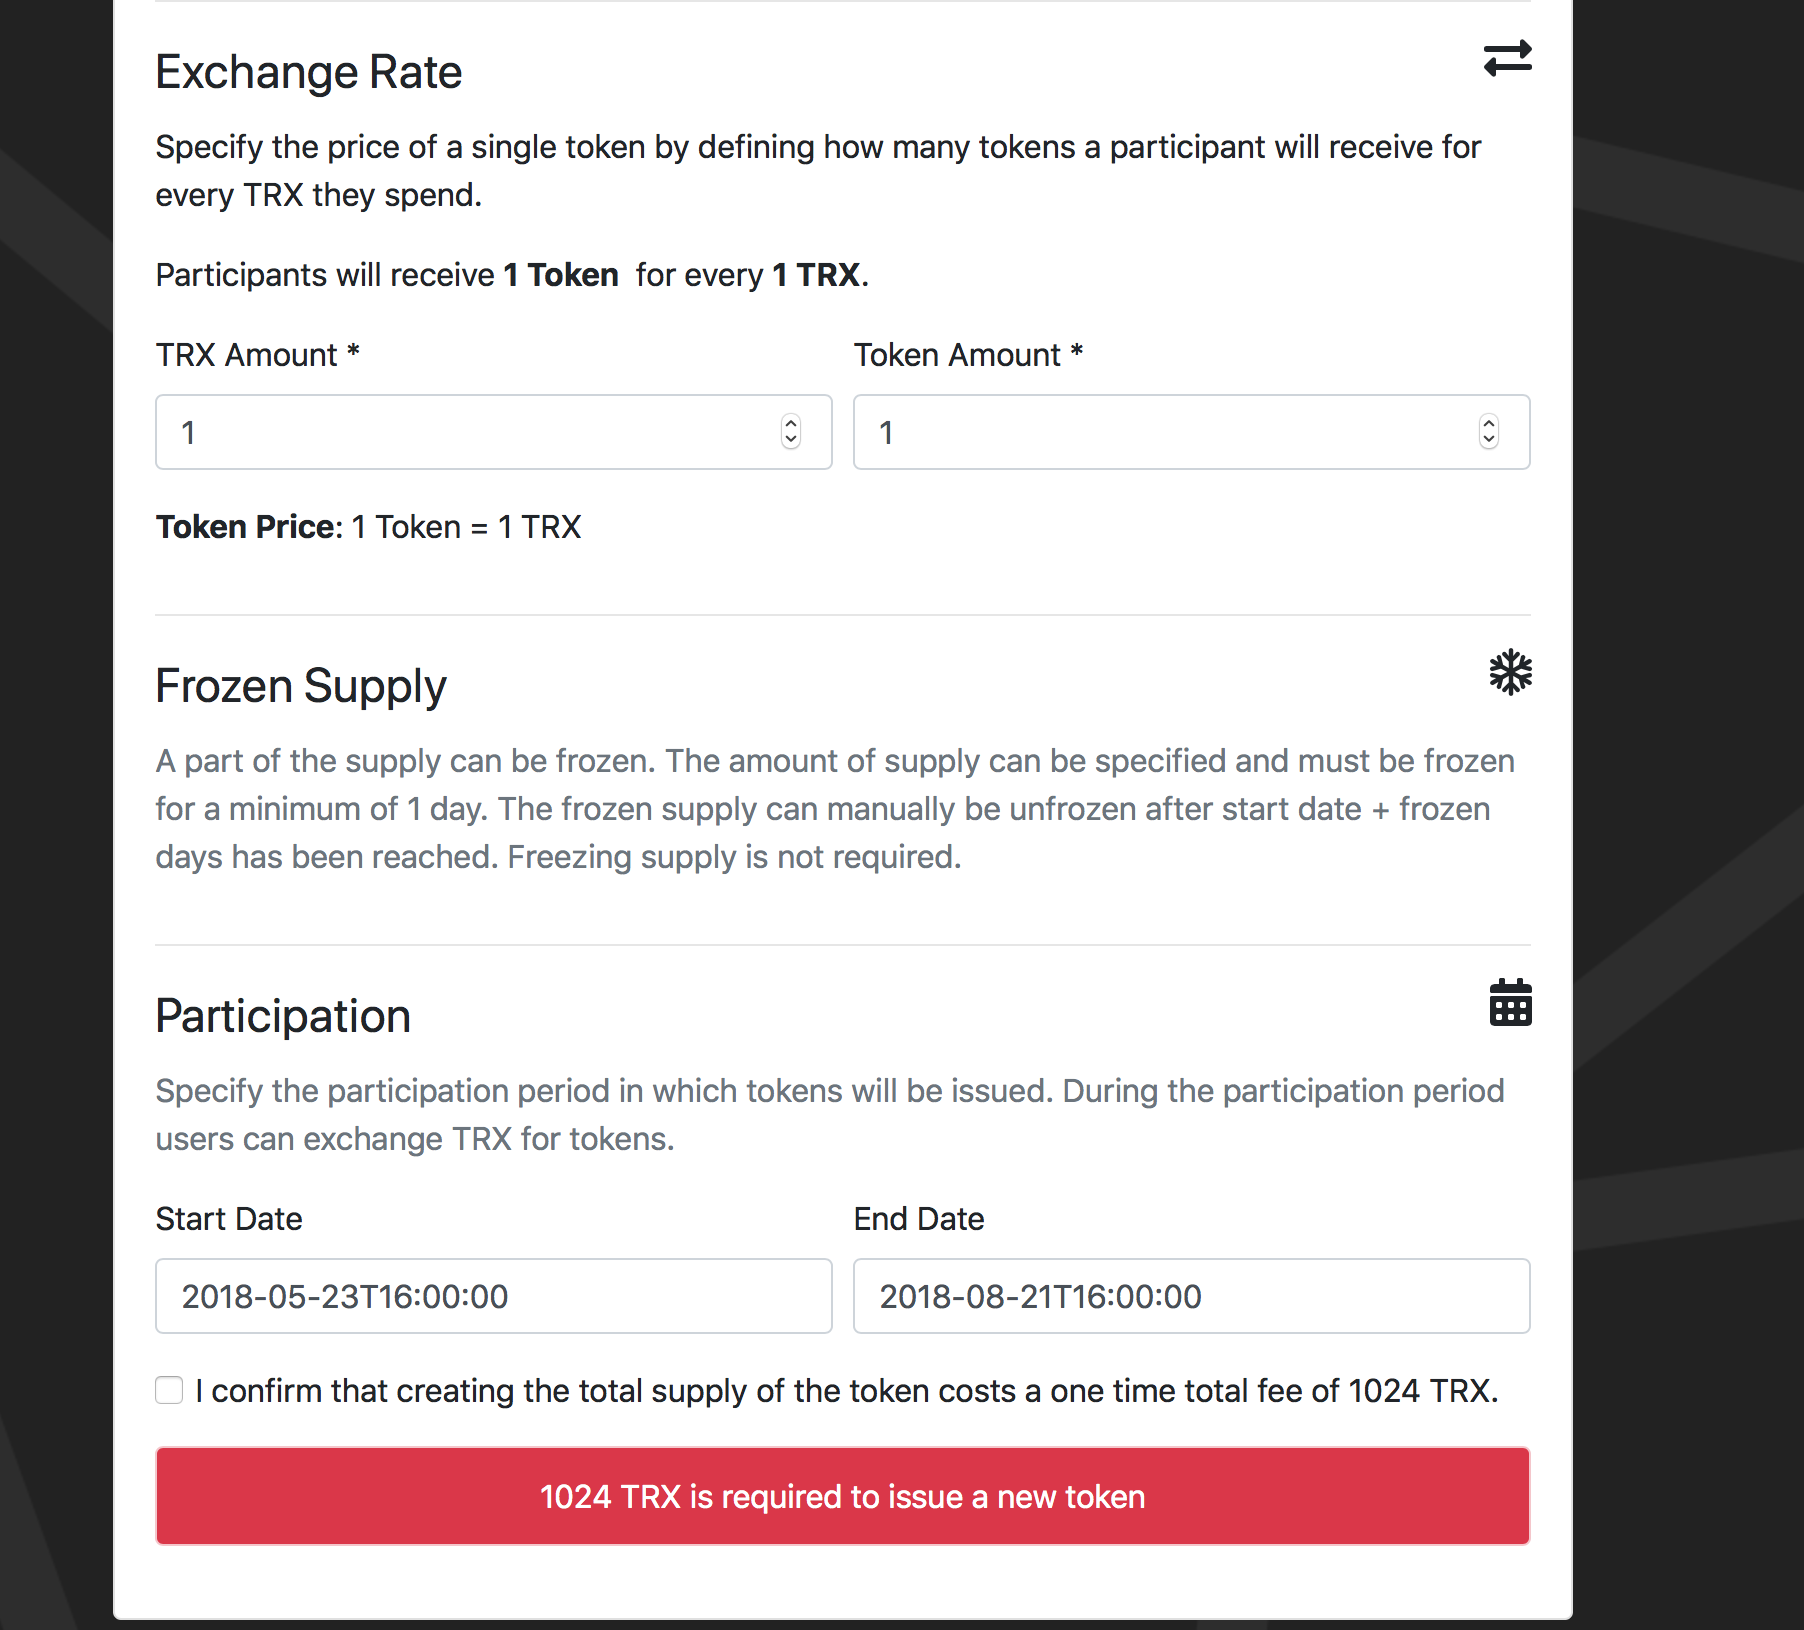 Exchange Rate
Specify the price of a single token by defining how many tokens a participant will receive for
every TRX they spend.
Participants will receive 1 Token  for every 1 TRX.
TRX Amount *
Token Amount *
1
1
Token Price: 1 Token = 1 TRX
Frozen Supply
A part of the supply can be frozen. The amount of supply can be specified and must be frozen
for a minimum of 1 day. The frozen supply can manually be unfrozen after start date + frozen
days has been reached. Freezing supply is not required.
Participation
Specify the participation period in which tokens will be issued. During the participation period
users can exchange TRX for tokens.
Start Date
End Date
2018-05-23T16:00:00
2018-08-21T16:00:00
I confirm that creating the total supply of the token costs a one time total fee of 1024 TRX.
1024 TRX is required to issue a new token